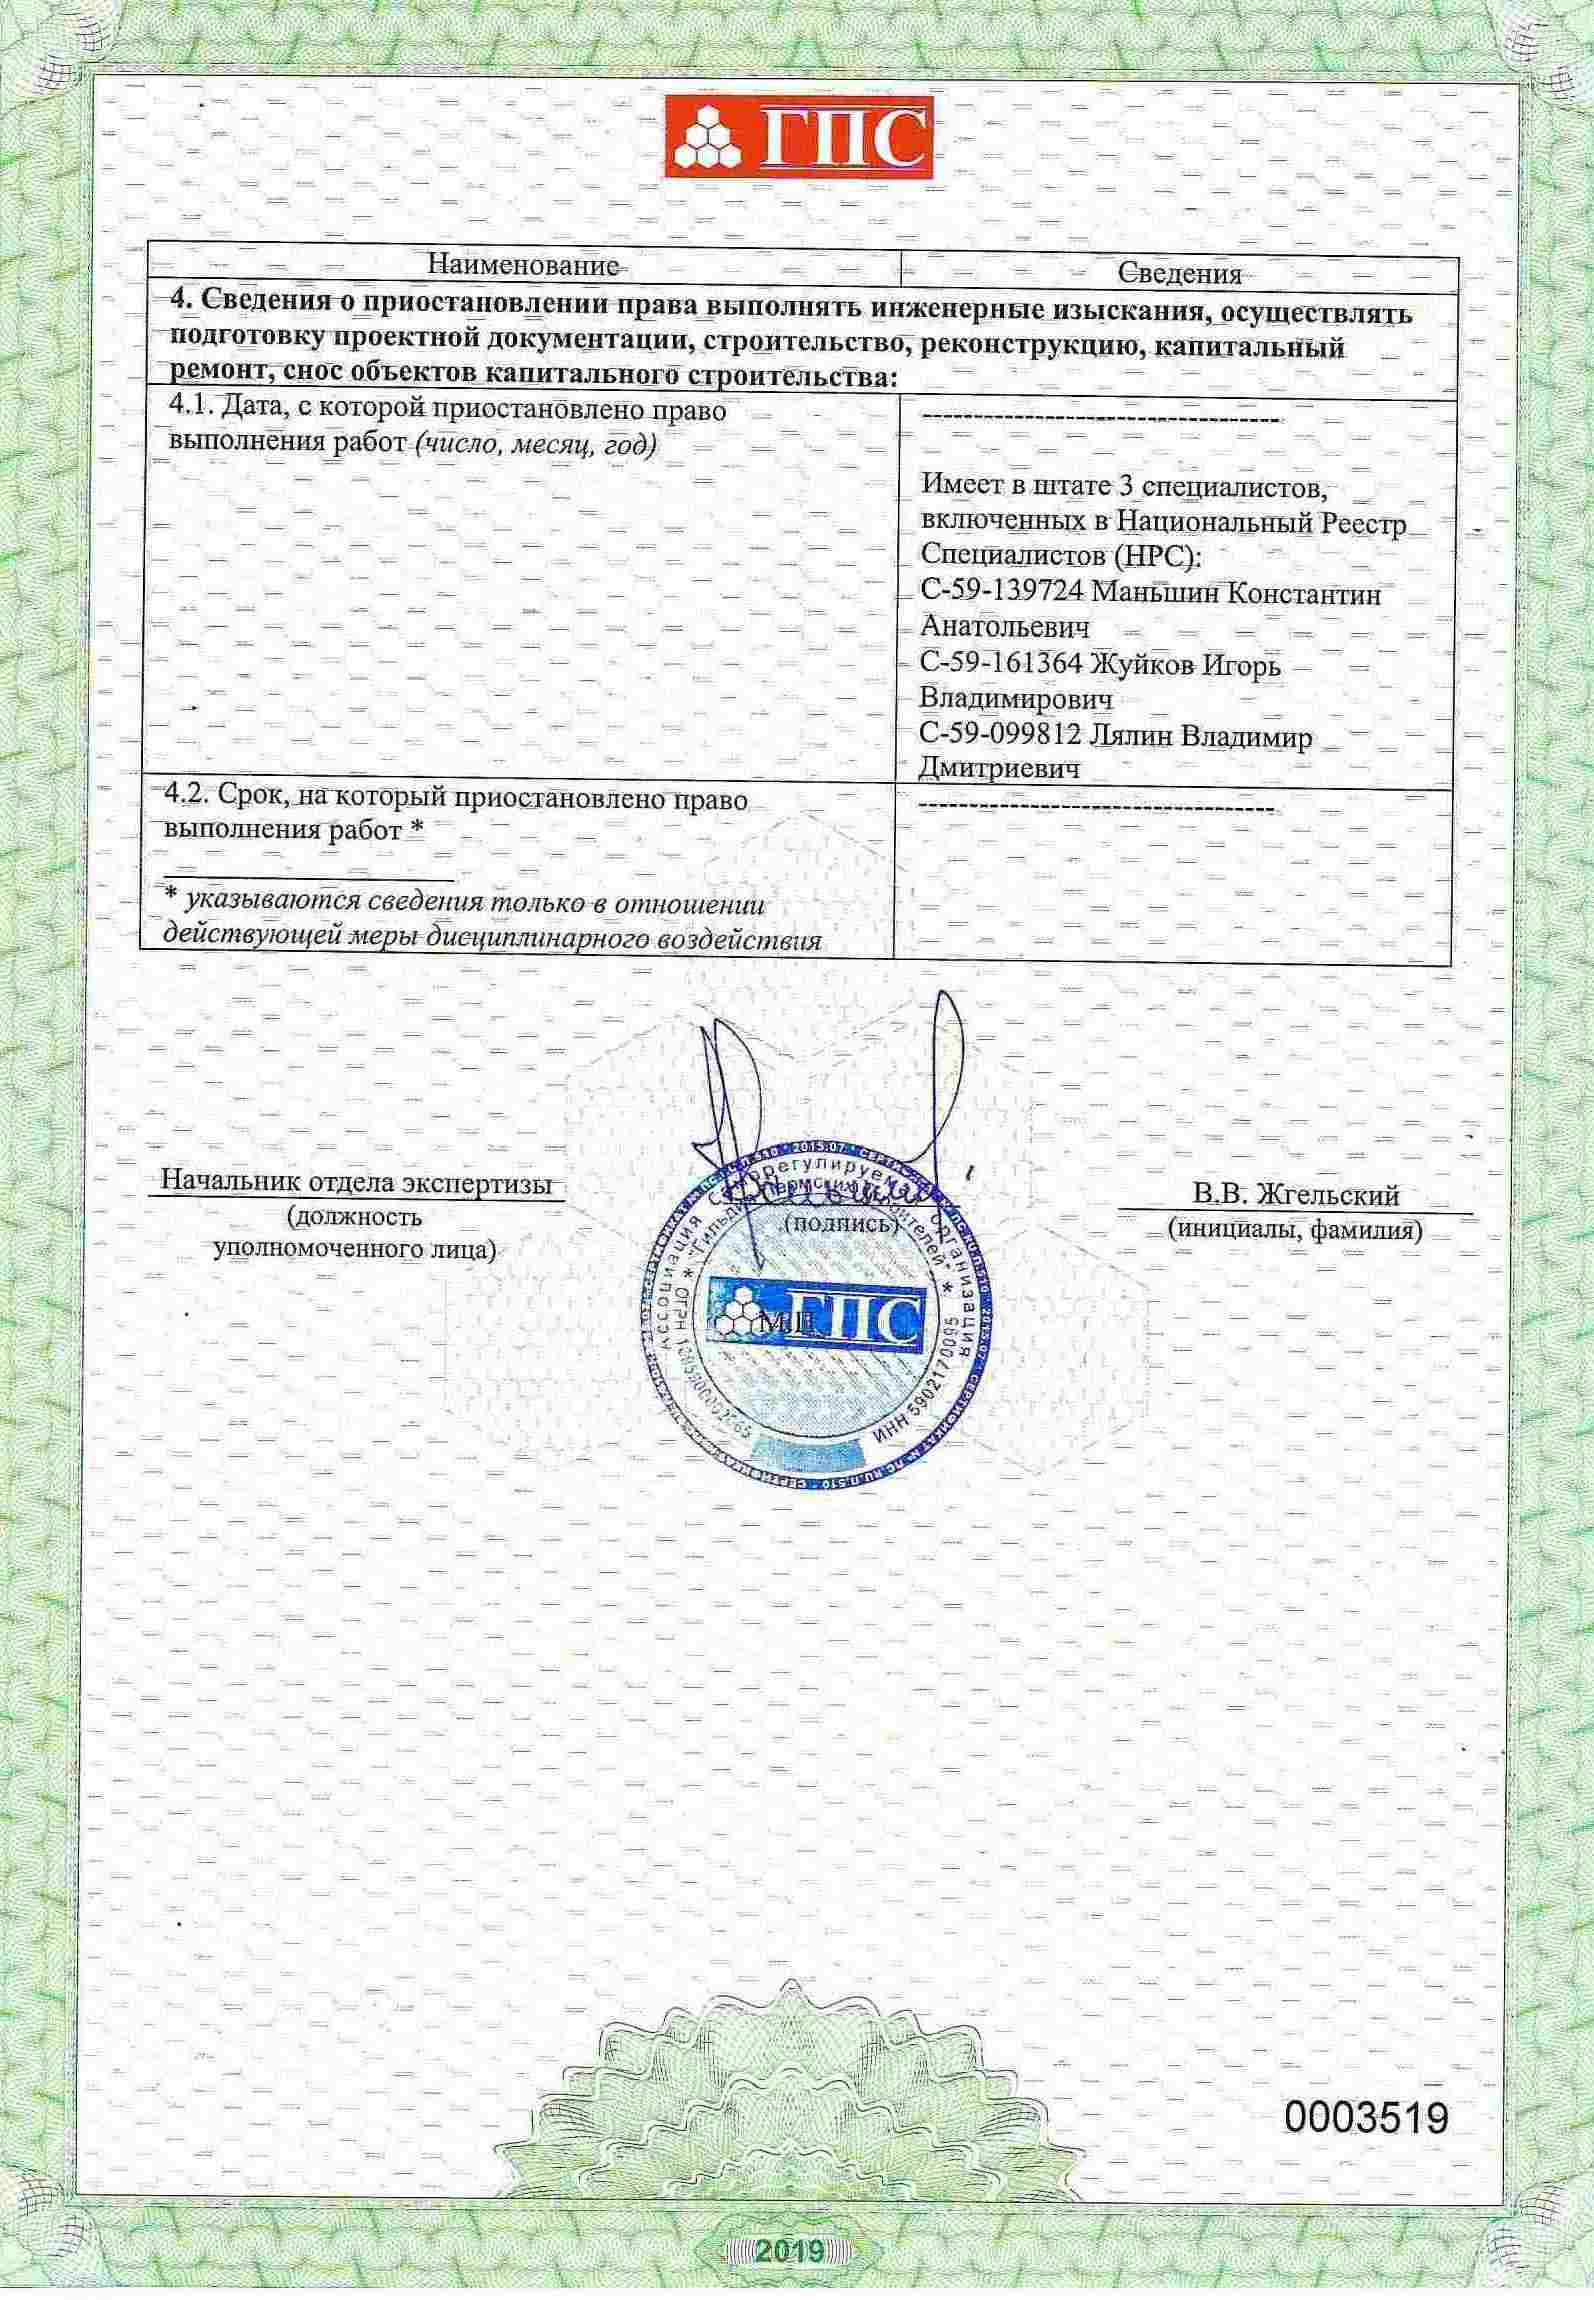 ГПС
Наименование Сведения
4. Сведения о приостановлении права выполнять инженерные изыскания, осуществлять
подготовку проектной документации, строительство, реконструкцию, капитальный
ремонт, снос объектов капитального строительства:
4.1. Дата, с которой приостановлено право
выполнения работ (число, месяц, год)
-----------------------------------
Имеет в штате 3 специалистов,
включенных в Национальный Реестр
Специалистов (НРС):
С-59-139724 Маньшин Константин
Анатольевич
С-59-161364 Жуйков Игорь
Владимирович
С-59-099812 Лялин Владимир
Дмитриевич
4.2. Срок, на который приостановлено право
выполнения работ *
-----------------------------------
* указываются сведения только в отношении
действующей меры дисциплинарного воздействия
Начальник отдела экспертизы
(должность
уполномоченного лица)
(подпись)
В.В. Жгельский
(инициалы, фамилия)
Ассоциация Саморегулируемая организация
"Гильдия Пермских Строителей"
ИНН 5902170095
М.П.
ГПС
0003519
2019